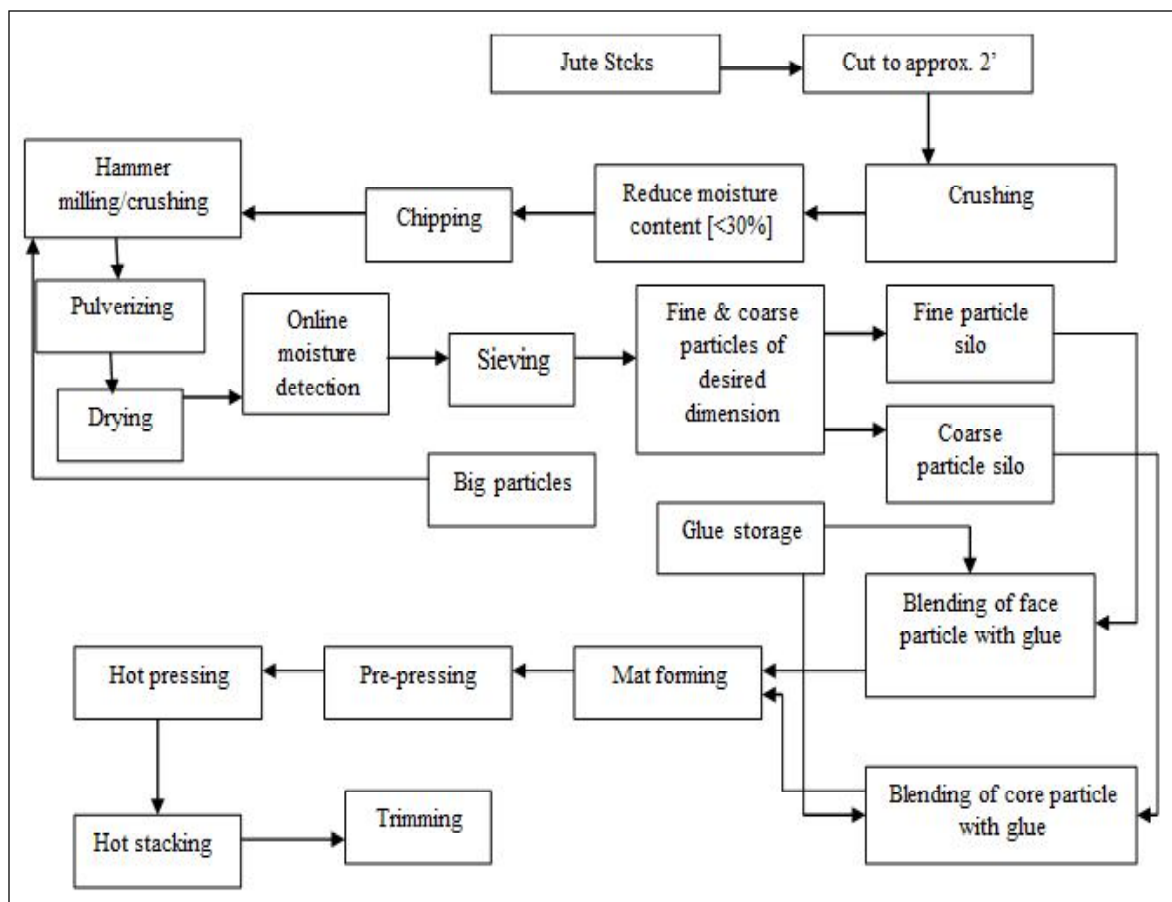 Jute Stcks
Cut to approx. 2’
Hammer
milling/crushing
Chipping
Reduce moisture
content [<30%]
Crushing
Pulverizing
Online
moisture
detection
Sieving
Fine & coarse
particles of
desired
dimension
Fine particle
silo
Drying
Coarse
particle silo
Big particles
Glue storage
Blending of face
particle with glue
Hot pressing
Pre-pressing
Mat forming
Blending of core particle
with glue
Hot stacking
Trimming